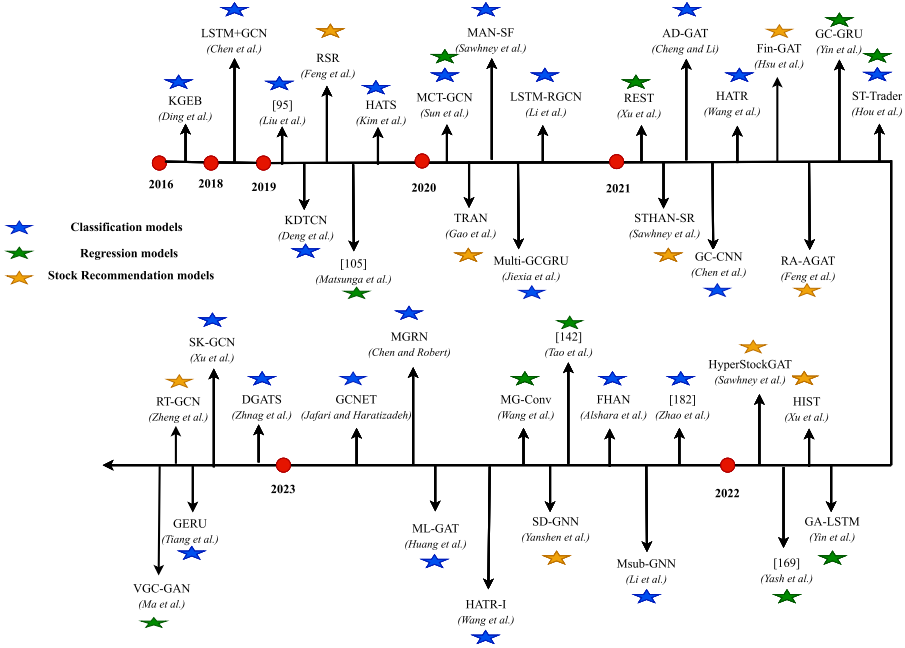 LSTM+GCN
(Chen et al.)
KGEB
(Ding et al.)
[95]
(Liu et al.)
RSR
(Feng et al.)
HATS
(Kim et al.)
MCT-GCN
(Sun et al.)
MAN-SF
(Sawhney et al.)
LSTM-RGCN
(Li et al.)
REST
(Xu et al.)
AD-GAT
(Cheng and Li)
HATR
(Wang et al.)
Fin-GAT
(Hsu et al.)
GC-GRU
(Yin et al.)
ST-Trader
(Hou et al.)
2016
2018
2019
2020
2021
KDTCN
(Deng et al.)
[105]
(Matsunga et al.)
TRAN
(Gao et al.)
Multi-GCGRU
(Jiexia et al.)
STHAN-SR
(Sawhney et al.)
GC-CNN
(Chen et al.)
RA-AGAT
(Feng et al.)
Classification models
Regression models
Stock Recommendation models
RT-GCN
(Zheng et al.)
SK-GCN
(Xu et al.)
DGATS
(Zhnag et al.)
GCNET
(Jafari and Haratizadeh)
MGRN
(Chen and Robert)
MG-Conv
(Wang et al.)
[142]
(Tao et al.)
FHAN
(Alshara et al.)
[182]
(Zhao et al.)
HyperStockGAT
(Sawhney et al.)
HIST
(Xu et al.)
2023
2022
VGC-GAN
(Ma et al.)
GERU
(Tiang et al.)
ML-GAT
(Huang et al.)
HATR-I
(Wang et al.)
SD-GNN
(Yanshen et al.)
Msub-GNN
(Li et al.)
[169]
(Yash et al.)
GA-LSTM
(Yin et al.)